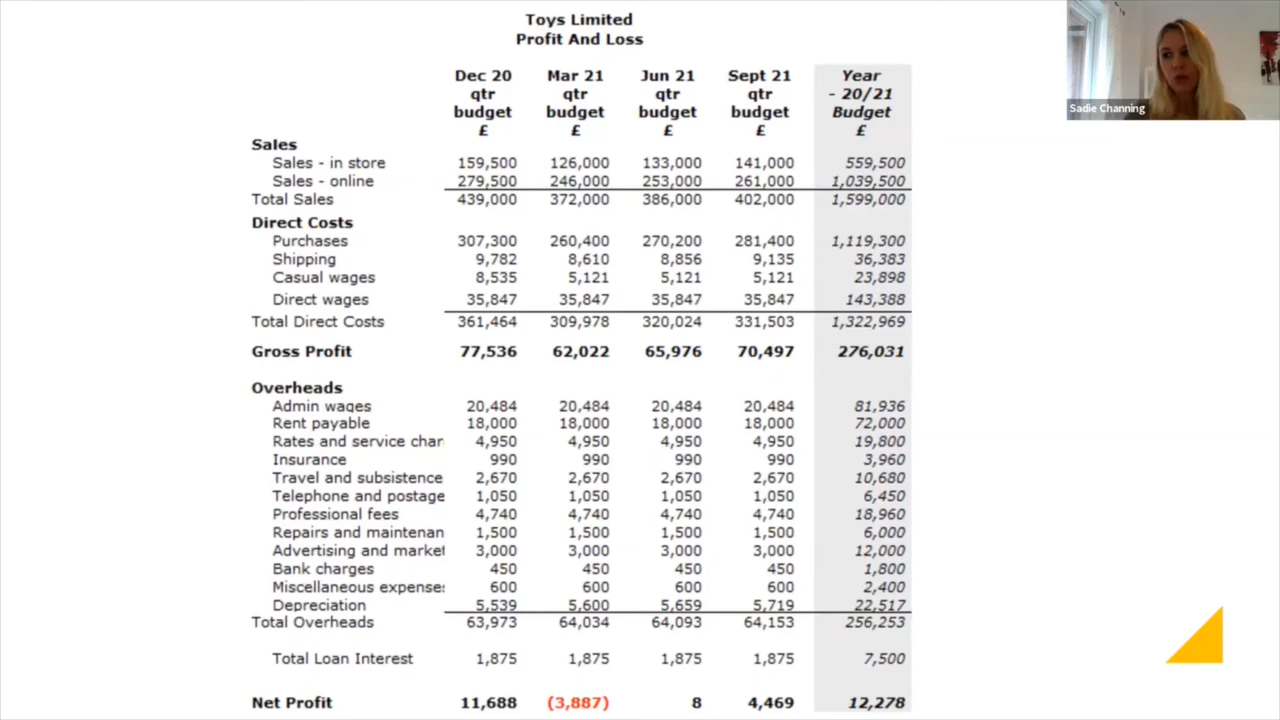 Toys Limited
Profit And Loss
Dec 20 Mar 21 Jun 21 Sept 21 Year
qtr qtr qtr qtr - 20/21
budget budget budget budget Budget
£ £ £ £ £
Sales
Sales - in store 159,500 126,000 133,000 141,000 559,500
Sales - online 279,500 246,000 253,000 261,000 1,039,500
Total Sales 439,000 372,000 386,000 402,000 1,599,000
Direct Costs
Purchases 307,300 260,400 270,200 281,400 1,119,300
Shipping 9,782 8,610 8,856 9,135 36,383
Casual wages 8,535 5,121 5,121 5,121 23,898
Direct wages 35,847 35,847 35,847 35,847 143,388
Total Direct Costs 361,464 309,978 320,024 331,503 1,322,969
Gross Profit 77,536 62,022 65,976 70,497 276,031
Overheads
Admin wages 20,484 20,484 20,484 20,484 81,936
Rent payable 18,000 18,000 18,000 18,000 72,000
Rates and service char 4,950 4,950 4,950 4,950 19,800
Insurance 990 990 990 990 3,960
Travel and subsistence 2,670 2,670 2,670 2,670 10,680
Telephone and postage 1,050 1,050 1,050 1,050 6,450
Professional fees 4,740 4,740 4,740 4,740 18,960
Repairs and maintenan 1,500 1,500 1,500 1,500 6,000
Advertising and market 3,000 3,000 3,000 3,000 12,000
Bank charges 450 450 450 450 1,800
Miscellaneous expenses 600 600 600 600 2,400
Depreciation 5,539 5,600 5,659 5,719 22,517
Total Overheads 63,973 64,034 64,093 64,153 256,253
Total Loan Interest 1,875 1,875 1,875 1,875 7,500
Net Profit 11,688 (3,887) 8 4,469 12,278
Sadie Channing